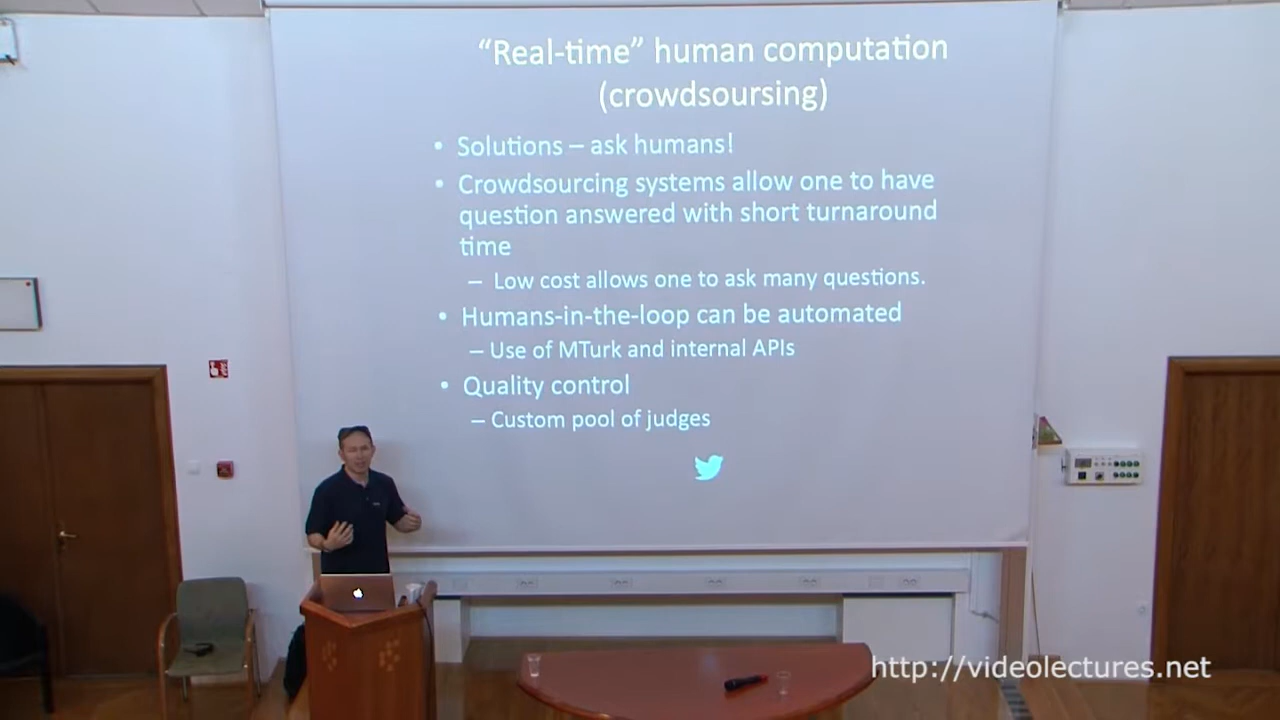 “Real-time” human computation
(crowdsoursing)
• Solutions – ask humans!
• Crowdsourcing systems allow one to have
question answered with short turnaround
time
– Low cost allows one to ask many questions.
• Humans-in-the-loop can be automated
– Use of MTurk and internal APIs
• Quality control
– Custom pool of judges
http://videolectures.net